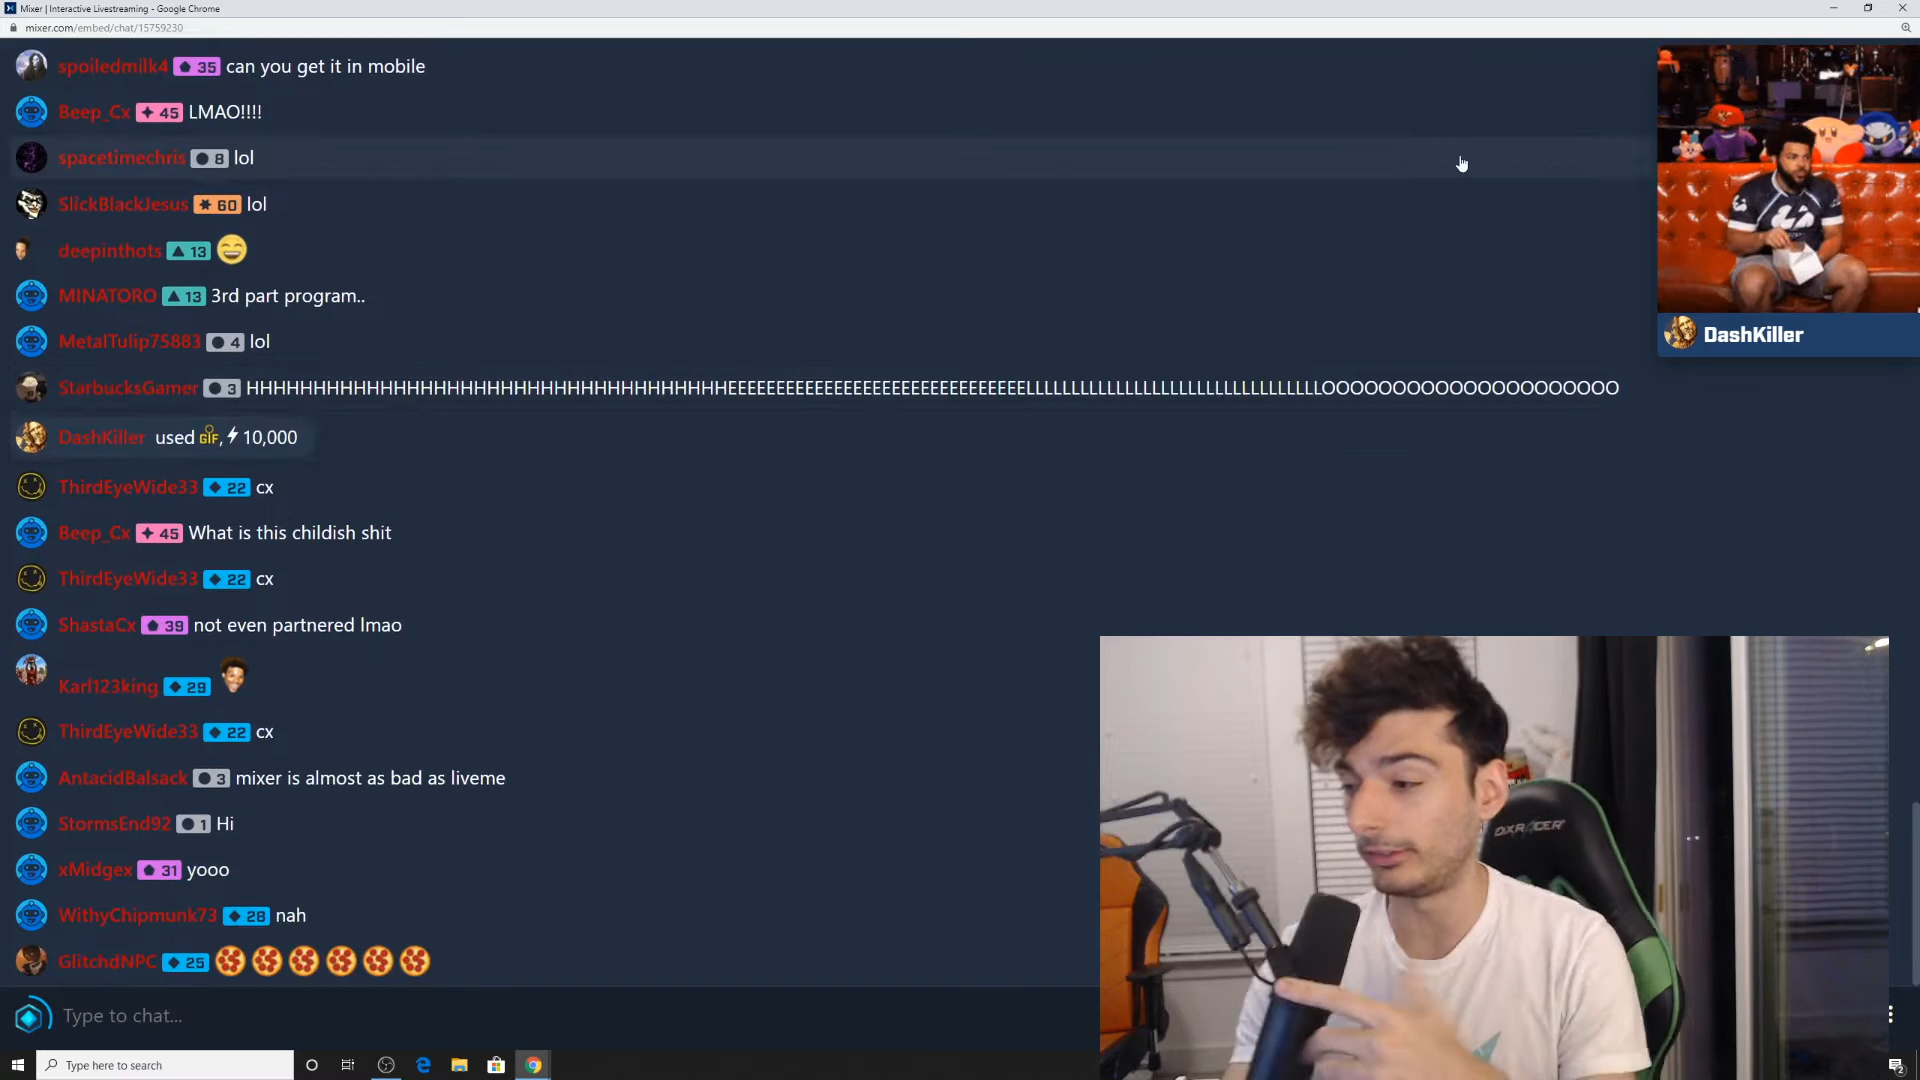 Mixer | Interactive Livestreaming - Google Chrome
mixer.com/embed/chat/15759230
spoiledmilk4 35 can you get it in mobile
Beep_Cx 45 LMAO!!!!
spacetimechris 8 lol
SlickBlackJesus 60 lol
deepinthots 13
MINATORO 13 3rd part program..
MetalTulip75883 4 lol
StarbucksGamer 3 HHHHHHHHHHHHHHHHHHHHHHHHHHHHHHHHHHHHEEEEEEEEEEEEEEEEEEEEEEEEEEELLLLLLLLLLLLLLLLLLLLLLLLLLLLLLLLLOOOOOOOOOOOOOOOOOOOOO
DashKiller used GIF, 10,000
ThirdEyeWide33 22 cx
Beep_Cx 45 What is this childish shit
ThirdEyeWide33 22 cx
ShastaCx 39 not even partnered lmao
Karl123king 29
ThirdEyeWide33 22 cx
AntacidBalsack 3 mixer is almost as bad as liveme
StormsEnd92 1 Hi
xMidgex 31 yooo
WithyChipmunk73 28 nah
GlitchdNPC 25
Type to chat...
Type here to search
DashKiller
DXRACER
2